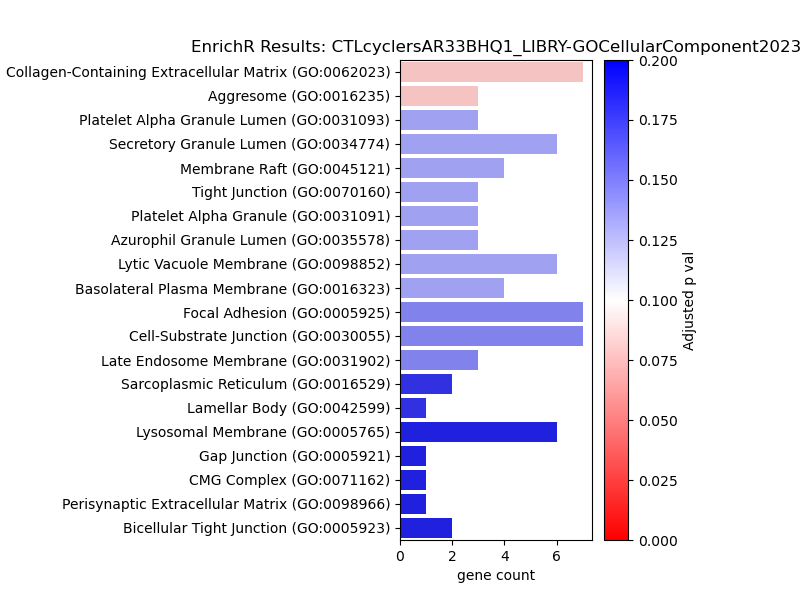 EnrichR Results: CTLcyclersAR33BHQ1_LIBRY-GOCellularComponent2023
Collagen-Containing Extracellular Matrix (GO:0062023)
Aggresome (GO:0016235)
Platelet Alpha Granule Lumen (GO:0031093)
Secretory Granule Lumen (GO:0034774)
Membrane Raft (GO:0045121)
Tight Junction (GO:0070160)
Platelet Alpha Granule (GO:0031091)
Azurophil Granule Lumen (GO:0035578)
Lytic Vacuole Membrane (GO:0098852)
Basolateral Plasma Membrane (GO:0016323)
Focal Adhesion (GO:0005925)
Cell-Substrate Junction (GO:0030055)
Late Endosome Membrane (GO:0031902)
Sarcoplasmic Reticulum (GO:0016529)
Lamellar Body (GO:0042599)
Lysosomal Membrane (GO:0005765)
Gap Junction (GO:0005921)
CMG Complex (GO:0071162)
Perisynaptic Extracellular Matrix (GO:0098966)
Bicellular Tight Junction (GO:0005923)
0 2 4 6
gene count
0.200
0.175
0.150
0.125
0.100
0.075
0.050
0.025
0.000
Adjusted p val